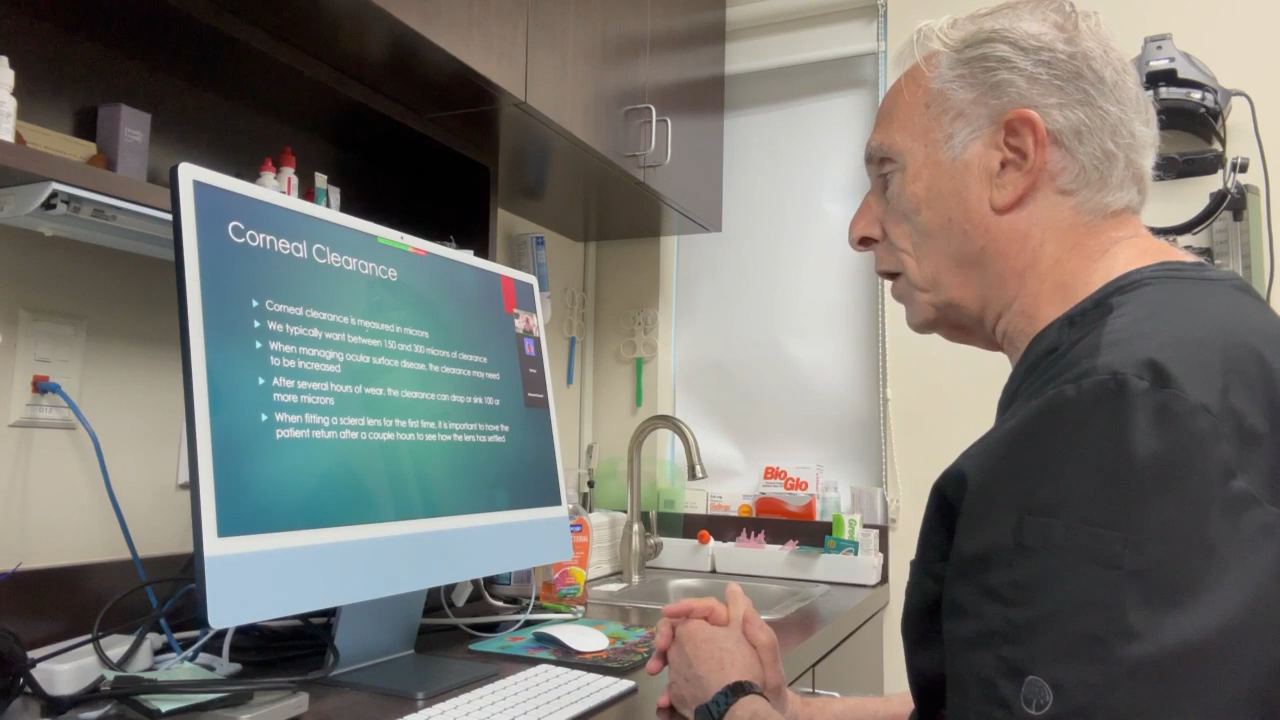 Corneal Clearance
Corneal clearance is measured in microns
We typically want between 150 and 300 microns of clearance
When managing ocular surface disease, the clearance may need
to be increased
After several hours of wear, the clearance can drop or sink 100 or
more microns
When fitting a scleral lens for the first time, it is important to have the
patient return after a couple hours to see how the lens has settled
Bio
Glo